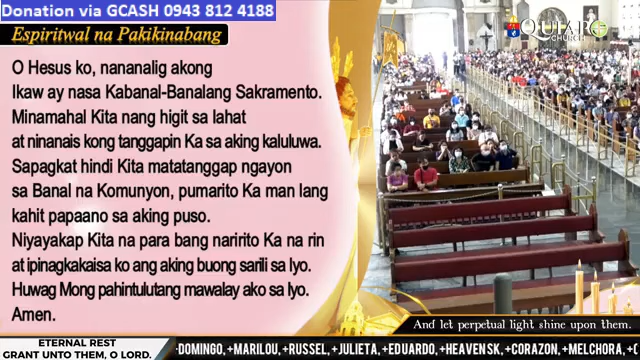 Donation via GCASH 0943 812 4188
Espiritwal na Pakikinabang
O Hesus ko, nananalig akong
Ikaw ay nasa Kabanal-Banalang Sakramento.
Minamahal Kita nang higit sa lahat
at ninanais kong tanggapin Ka sa aking kaluluwa.
Sapagkat hindi Kita matatanggap ngayon
sa Banal na Komunyon, pumarito Ka man lang
kahit papaano sa aking puso.
Niyayakap Kita na para bang naririto Ka na rin
at ipinagkakaisa ko ang aking buong sarili sa Iyo.
Huwag Mong pahintulutang mawalay ako sa Iyo.
Amen.
QUIAPO
CHURCH
And let perpetual light shine upon them.
ETERNAL REST
GRANT UNTO THEM, O LORD.
DOMINGO, +MARILOU, +RUSSEL, +JULIETA, +EDUARDO, +HEAVEN SK, +CORAZON, +MELCHORA, +